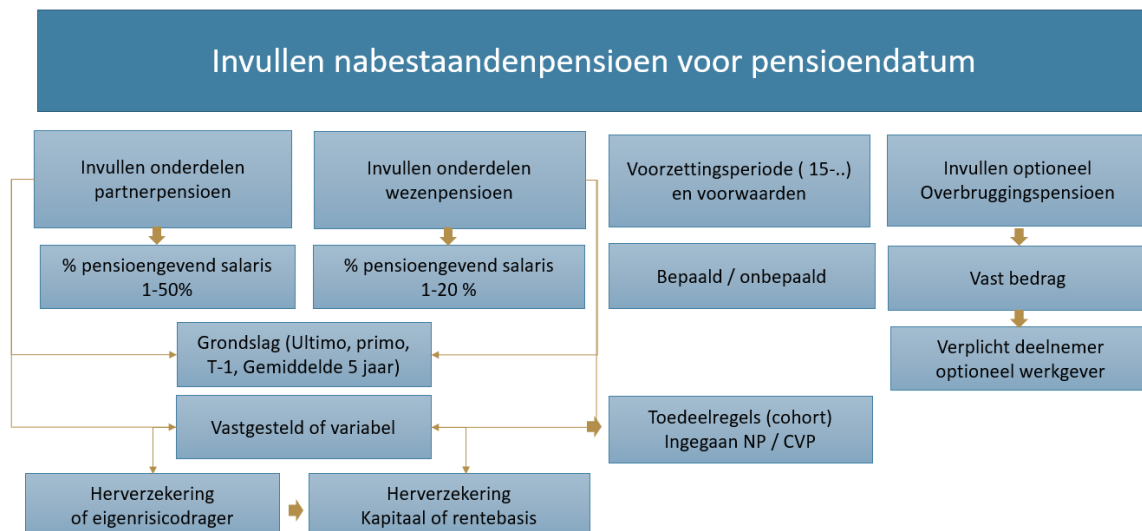 Invullen nabestaandenpensioen voor pensioendatum
Invullen onderdelen
partnerpensioen
Invullen onderdelen
wezenpensioen
Voorzettingsperiode ( 15-..)
en voorwaarden
Invullen optioneel
Overbruggingspensioen
% pensioengevend salaris
1-50%
% pensioengevend salaris
1-20 %
Bepaald / onbepaald
Vast bedrag
Grondslag (Ultimo, primo,
T-1, Gemiddelde 5 jaar)
Verplicht deelnemer
optioneel werkgever
Vastgesteld of variabel
Toedeelregels (cohort)
Ingegaan NP / CVP
Herverzekering
of eigenrisicodrager
Herverzekering
Kapitaal of rentebasis